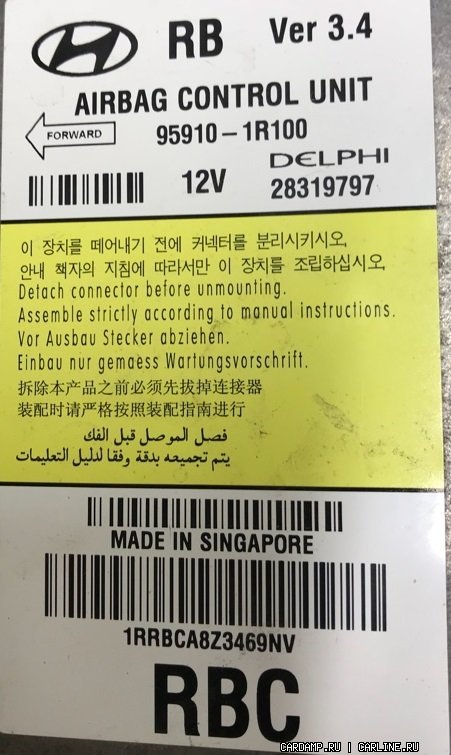 RB Ver 3.4
AIRBAG CONTROL UNIT
FORWARD
95910-1R100
DELPHI
12V
28319797
이 장치를 떼어내기 전에 커넥터를 분리시키시오,
안내 책자의 지침에 따라서만 이 장치를 조립하십시오,
Detach connector before unmounting.
Assemble strictly according to manual instructions.
Vor Ausbau Stecker abziehen.
Einbau nur gemaess Wartungsvorschrift.
拆除本产品之前必须先拔掉连接器
装配时请严格按照装配指南进行
فصل الموصل قبل الفك
يتم تجميعه بدقة وفقا لدليل التعليمات
MADE IN SINGAPORE
1RRBCA8Z3469NV
RBC
CARDAMP.RU | CARLINE.RU